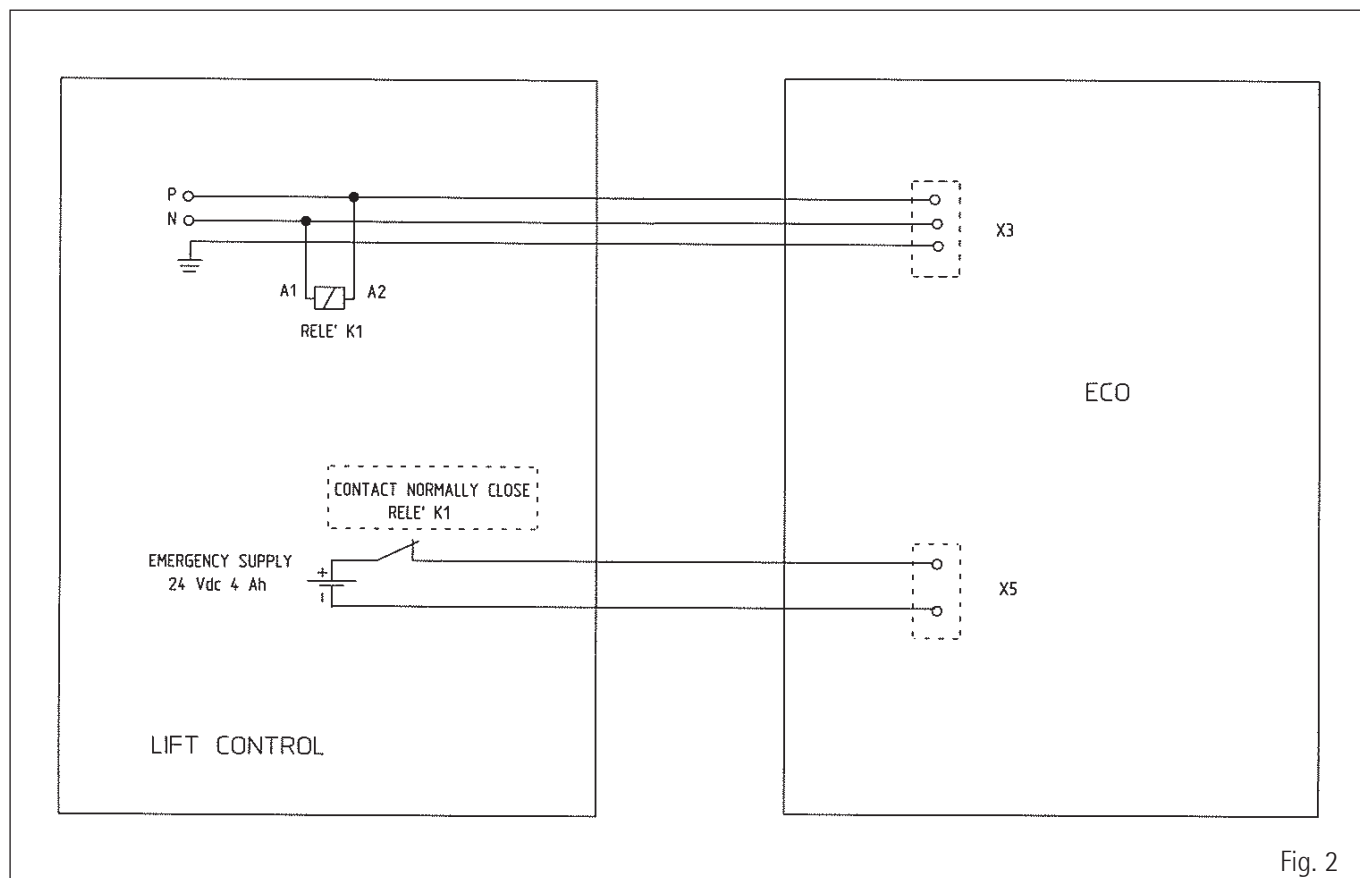 P
N
A1
A2
RELE' K1
X3
ECO
CONTACT NORMALLY CLOSE
RELE' K1
EMERGENCY SUPPLY
24 Vdc 4 Ah
+
-
X5
LIFT CONTROL
Fig. 2